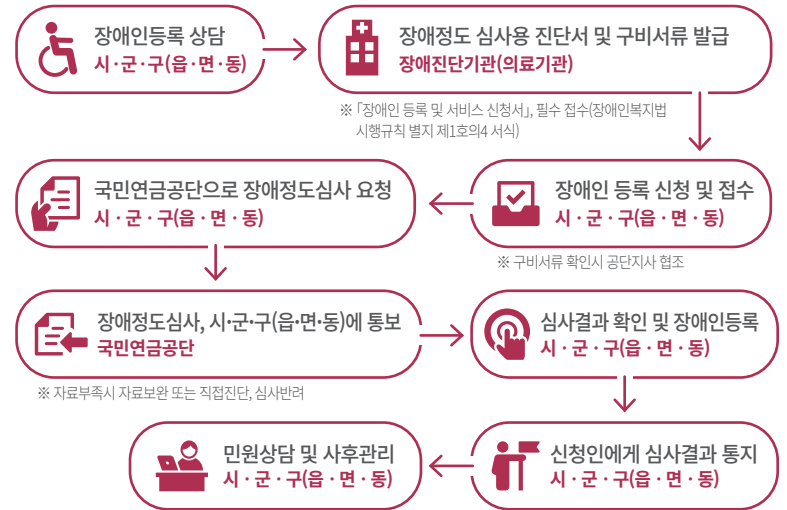 장애인등록 상담
시·군·구(읍·면·동)
장애정도 심사용 진단서 및 구비서류 발급
장애진단기관(의료기관)
※ 「장애인 등록 및 서비스 신청서」, 필수 접수(장애인복지법
시행규칙 별지 제1호의4 서식)
장애인 등록 신청 및 접수
시·군·구(읍·면·동)
※ 구비서류 확인시 공단지사 협조
국민연금공단으로 장애정도심사 요청
시·군·구(읍·면·동)
장애정도심사, 시·군·구(읍·면·동)에 통보
국민연금공단
※ 자료부족시 자료보완 또는 직접진단, 심사반려
심사결과 확인 및 장애인등록
시·군·구(읍·면·동)
신청인에게 심사결과 통지
시·군·구(읍·면·동)
민원상담 및 사후관리
시·군·구(읍·면·동)